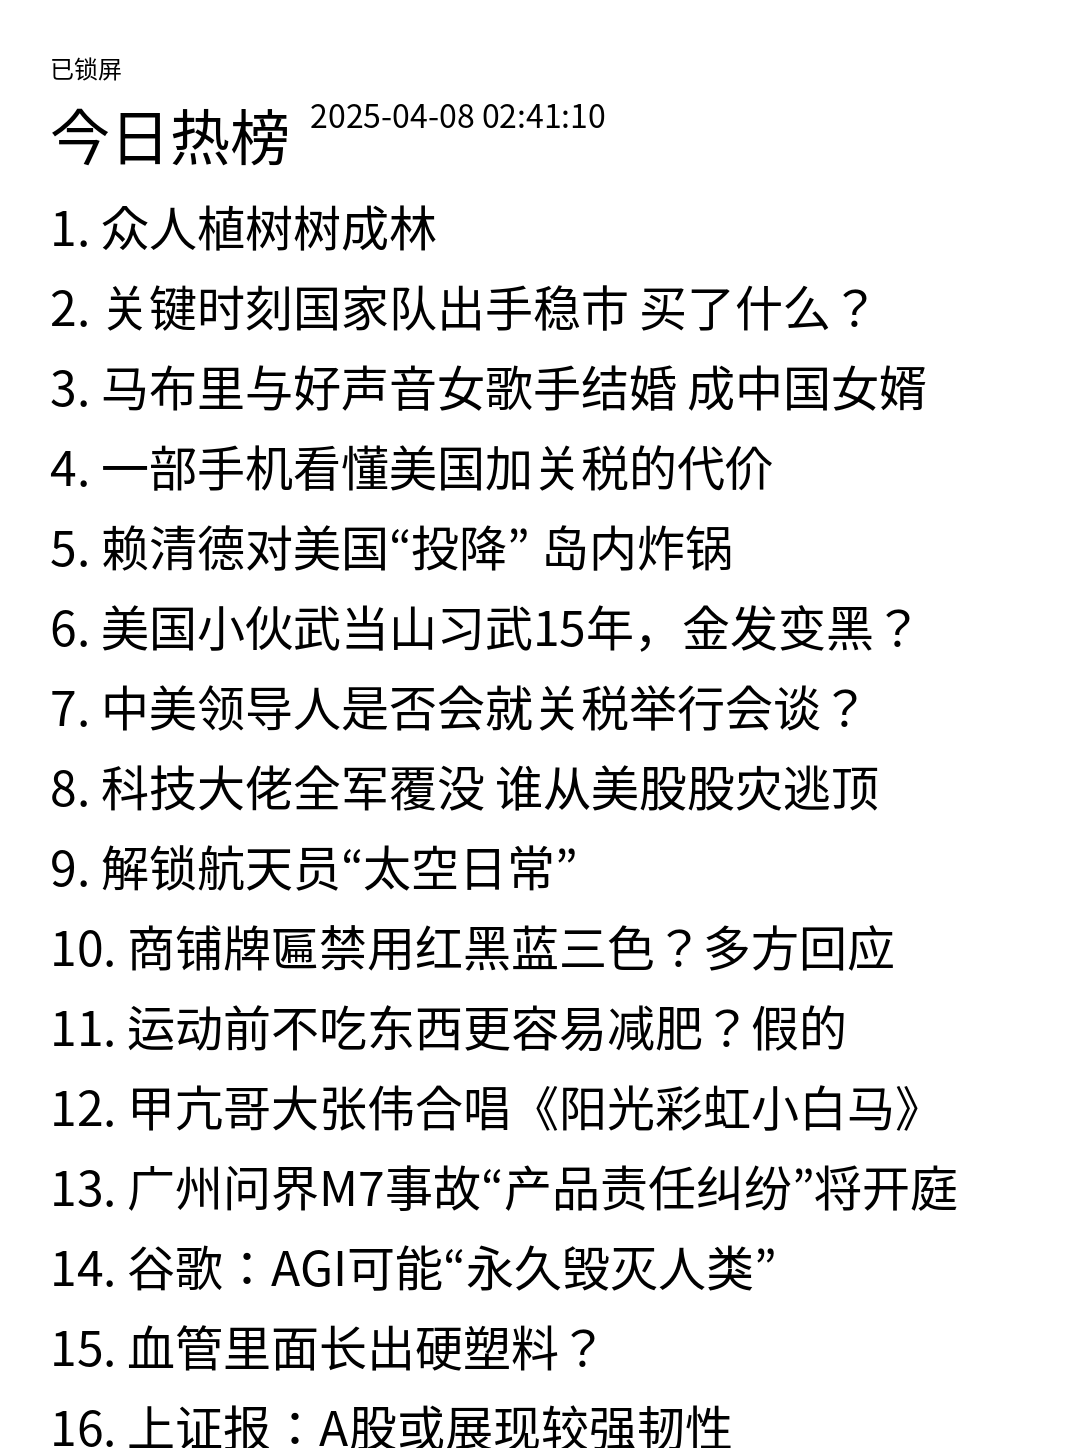 已锁屏
今日热榜 2025-04-08 02:41:10
1. 众人植树树成林
2. 关键时刻国家队出手稳市 买了什么？
3. 马布里与好声音女歌手结婚 成中国女婿
4. 一部手机看懂美国加关税的代价
5. 赖清德对美国“投降” 岛内炸锅
6. 美国小伙武当山习武15年，金发变黑？
7. 中美领导人是否会就关税举行会谈？
8. 科技大佬全军覆没 谁从美股股灾逃顶
9. 解锁航天员“太空日常”
10. 商铺牌匾禁用红黑蓝三色？多方回应
11. 运动前不吃东西更容易减肥？假的
12. 甲亢哥大张伟合唱《阳光彩虹小白马》
13. 广州问界M7事故“产品责任纠纷”将开庭
14. 谷歌：AGI可能“永久毁灭人类”
15. 血管里面长出硬塑料？
16. 上证报：A股或展现较强韧性